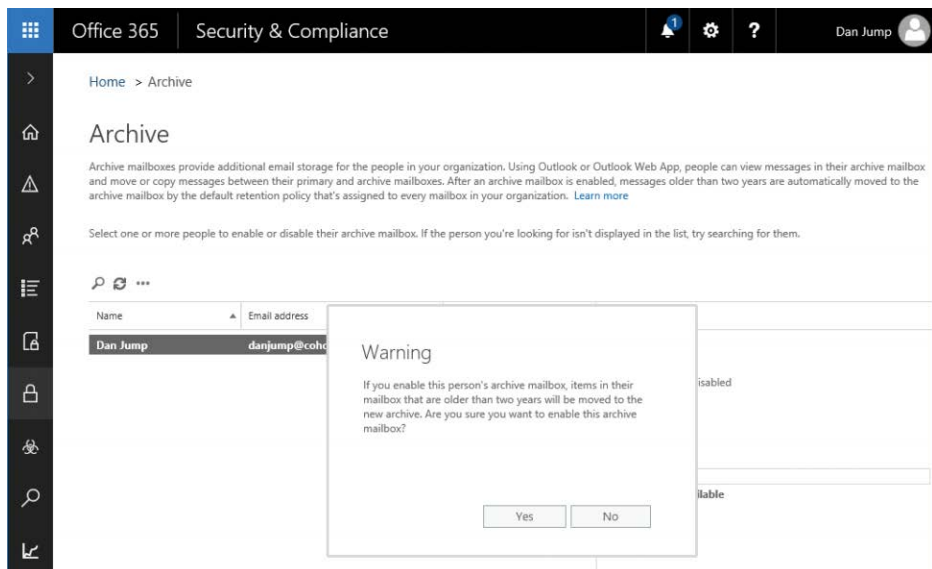 Office 365 Security & Compliance 1 ? Dan Jump
Home > Archive
Archive
Archive mailboxes provide additional email storage for the people in your organization. Using Outlook or Outlook Web App, people can view messages in their archive mailbox
and move or copy messages between their primary and archive mailboxes. After an archive mailbox is enabled, messages older than two years are automatically moved to the
archive mailbox by the default retention policy that's assigned to every mailbox in your organization. Learn more
Select one or more people to enable or disable their archive mailbox. If the person you're looking for isn't displayed in the list, try searching for them.
Name Email address
Dan Jump danjump@coho
Warning
If you enable this person's archive mailbox, items in their
mailbox that are older than two years will be moved to the
new archive. Are you sure you want to enable this archive
mailbox?
Yes No
isabled
ilable